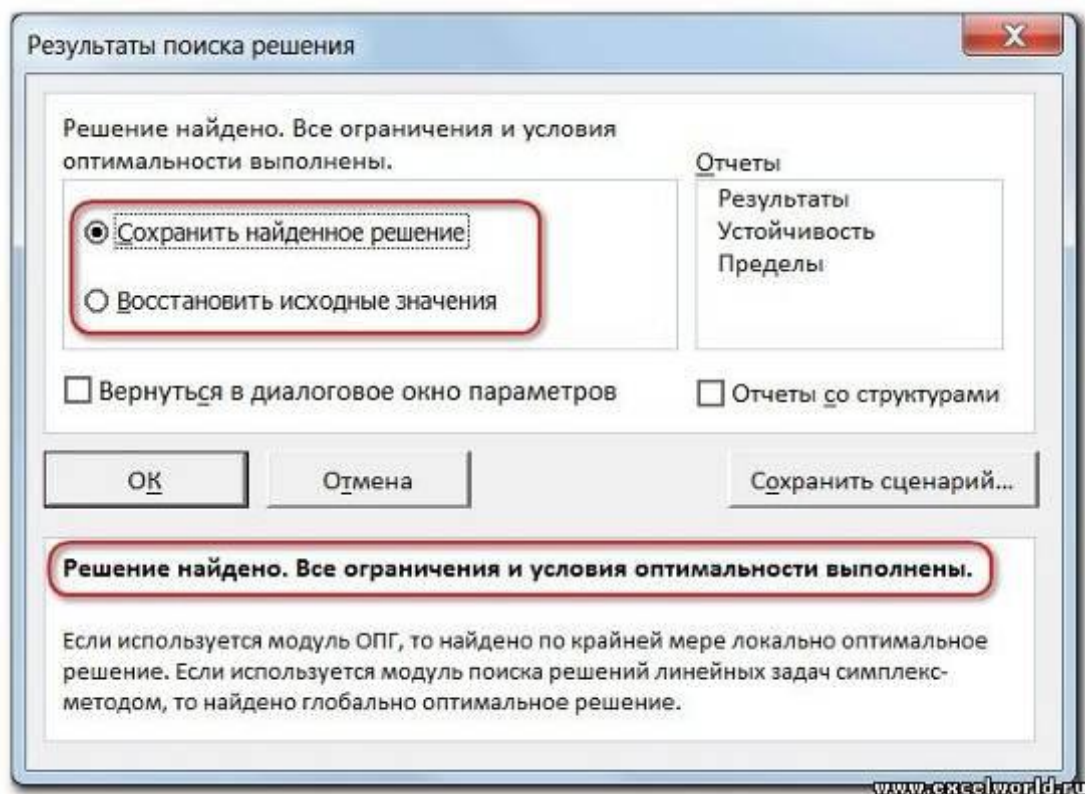 Результаты поиска решения
Решение найдено. Все ограничения и условия
оптимальности выполнены.
Отчеты
Сохранить найденное решение
Восстановить исходные значения
Результаты
Устойчивость
Пределы
Вернуться в диалоговое окно параметров
Отчеты со структурами
ОК
Отмена
Сохранить сценарий...
Решение найдено. Все ограничения и условия оптимальности выполнены.
Если используется модуль ОПГ, то найдено по крайней мере локально оптимальное
решение. Если используется модуль поиска решений линейных задач симплекс-
методом, то найдено глобально оптимальное решение.
www.excelworld.ru